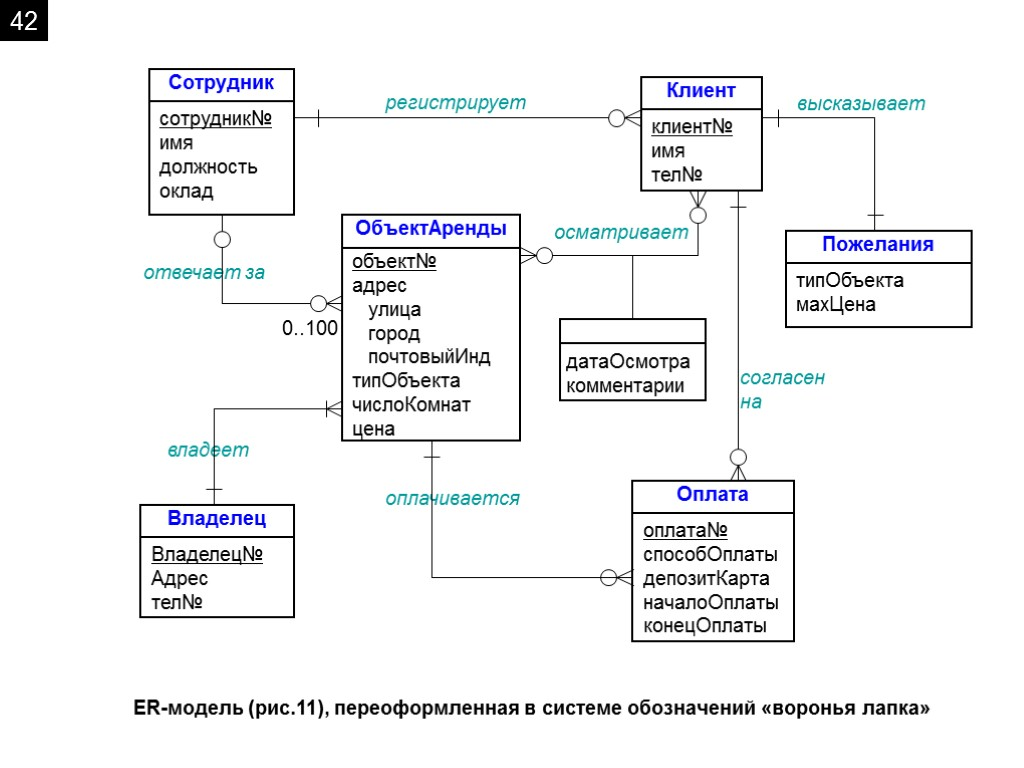 42
Сотрудник
сотрудник№
имя
должность
оклад
регистрирует
Клиент
клиент№
имя
тел№
высказывает
Пожелания
типОбъекта
махЦена
отвечает за
0..100
ОбъектАренды
объект№
адрес
улица
город
почтовыйИнд
типОбъекта
числоКомнат
цена
осматривает
датаОсмотра
комментарии
согласен
на
владеет
Владелец
Владелец№
Адрес
тел№
оплачивается
Оплата
оплата№
способОплаты
депозитКарта
началоОплаты
конецОплаты
ER-модель (рис.11), переоформленная в системе обозначений «воронья лапка»